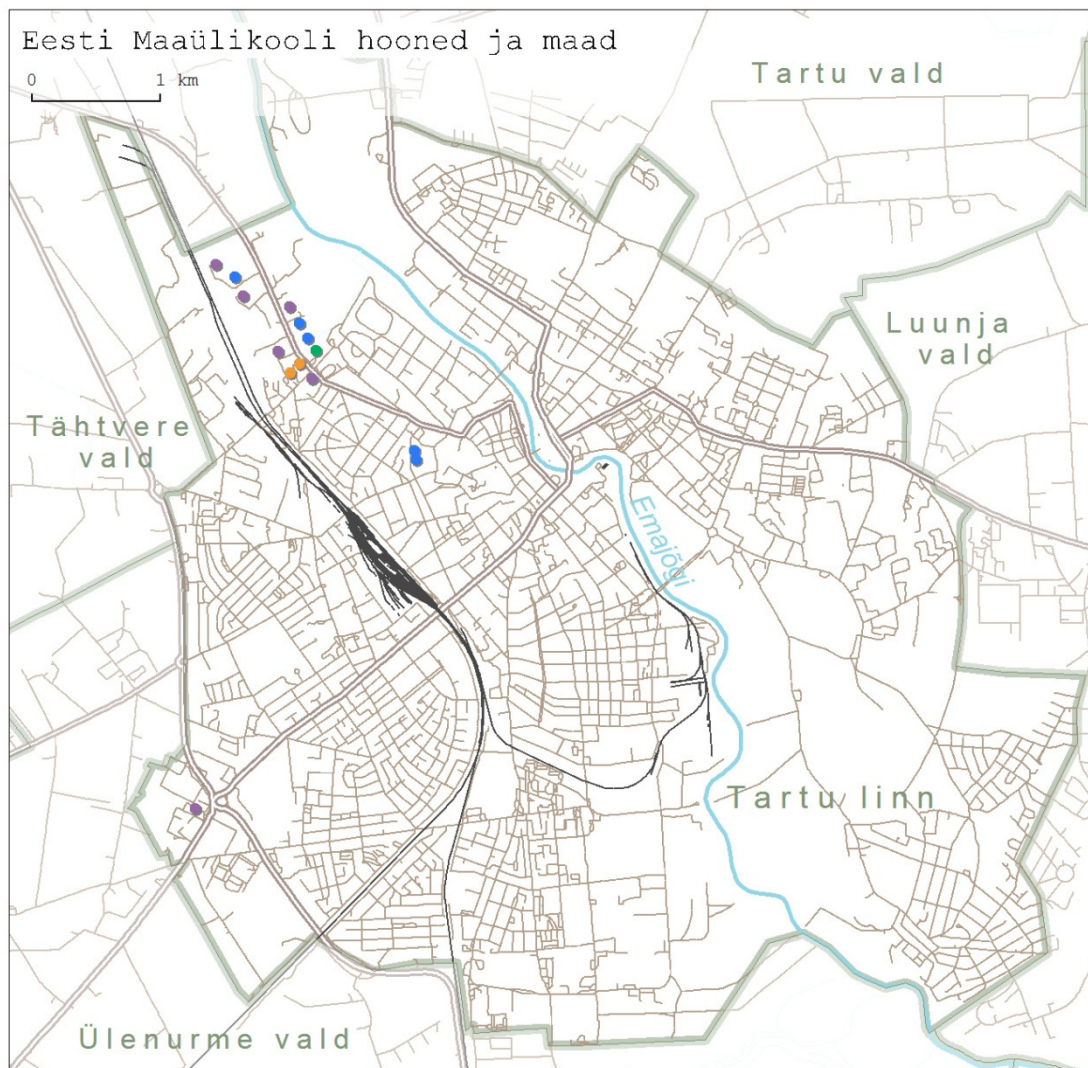 Eesti Maaülikooli hooned ja maad
0 1 km
Tartu vald
Luunja
vald
Tähtvere
vald
Emajõgi
Tartu linn
Ülenurme vald